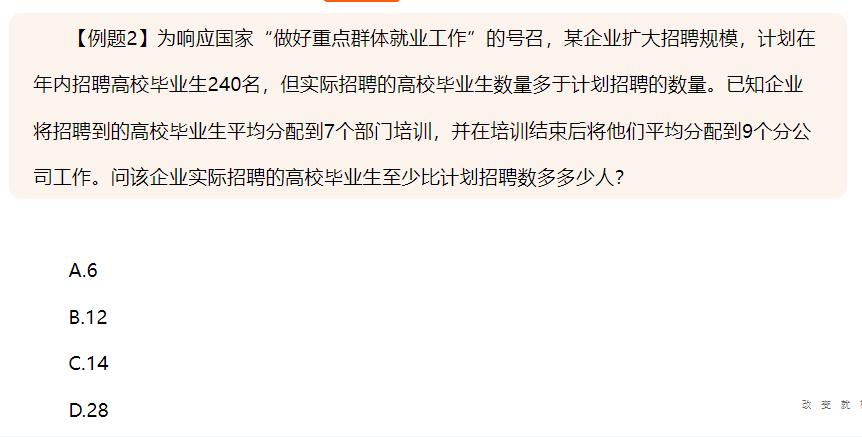 【例题2】为响应国家“做好重点群体就业工作”的号召，某企业扩大招聘规模，计划在
年内招聘高校毕业生240名，但实际招聘的高校毕业生数量多于计划招聘的数量。已知企业
将招聘到的高校毕业生平均分配到7个部门培训，并在培训结束后将他们平均分配到9个分公
司工作。问该企业实际招聘的高校毕业生至少比计划招聘数多多少人？
A.6
B.12
C.14
D.28
改 变 就